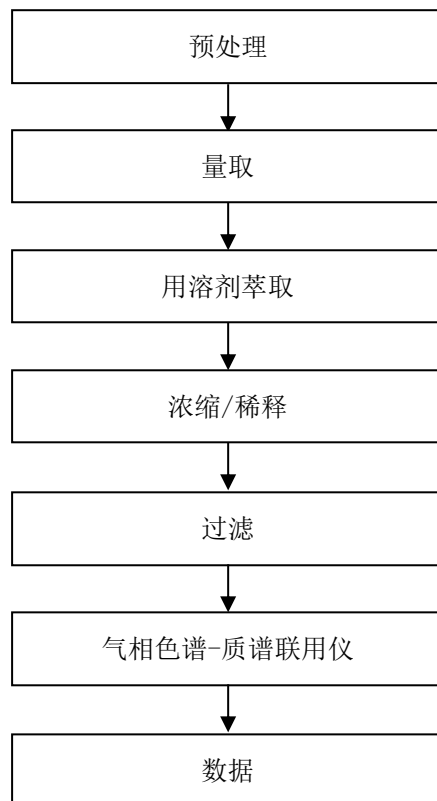 预处理
量取
用溶剂萃取
浓缩/稀释
过滤
气相色谱-质谱联用仪
数据